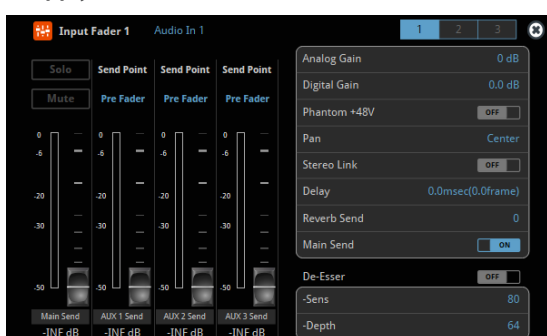 Input Fader 1 Audio In 1 1 2 3
Solo Send Point Send Point Send Point
Mute Pre Fader Pre Fader Pre Fader
0 0 0 0
-6 -6 -6 -6
-20 -20 -20 -20
-30 -30 -30 -30
-50 -50 -50 -50
Main Send AUX 1 Send AUX 2 Send AUX 3 Send
-INF dB -INF dB -INF dB -INF dB
Analog Gain 0 dB
Digital Gain 0.0 dB
Phantom +48V OFF
Pan Center
Stereo Link OFF
Delay 0.0msec(0.0frame)
Reverb Send 0
Main Send ON
De-Esser OFF
-Sens 80
-Depth 64